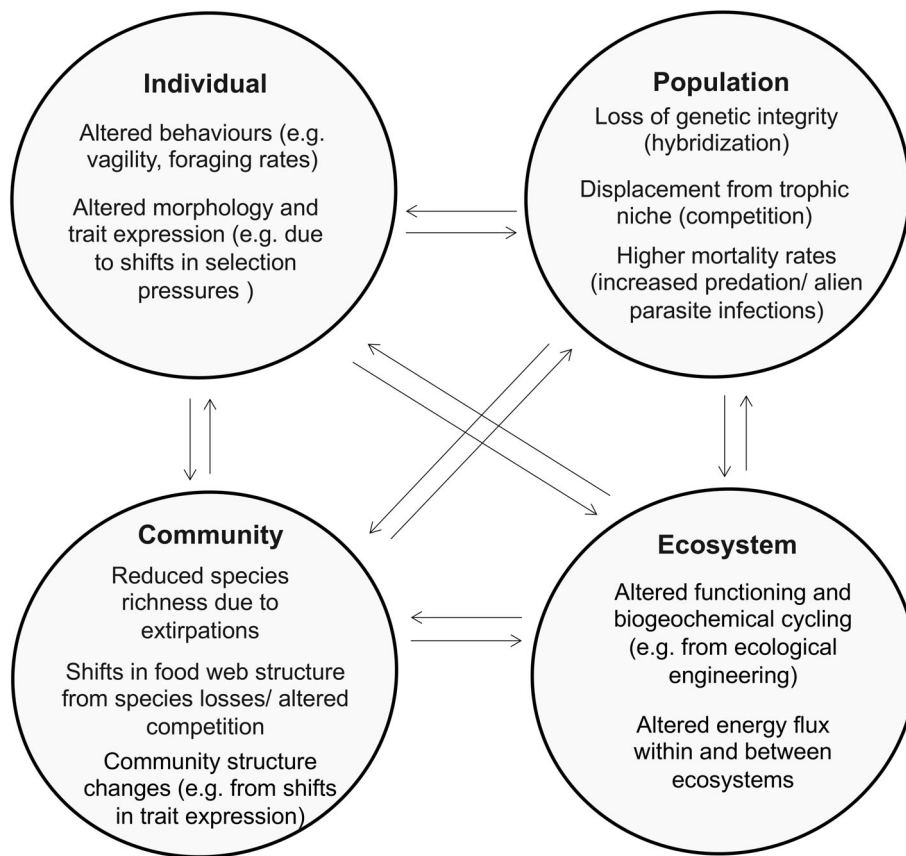 Individual
Altered behaviours (e.g.
vagility, foraging rates)
Altered morphology and
trait expression (e.g. due
to shifts in selection
pressures )
Population
Loss of genetic integrity
(hybridization)
Displacement from trophic
niche (competition)
Higher mortality rates
(increased predation/ alien
parasite infections)
Community
Reduced species
richness due to
extirpations
Shifts in food web structure
from species losses/ altered
competition
Community structure
changes (e.g. from shifts
in trait expression)
Ecosystem
Altered functioning and
biogeochemical cycling
(e.g. from ecological
engineering)
Altered energy flux
within and between
ecosystems